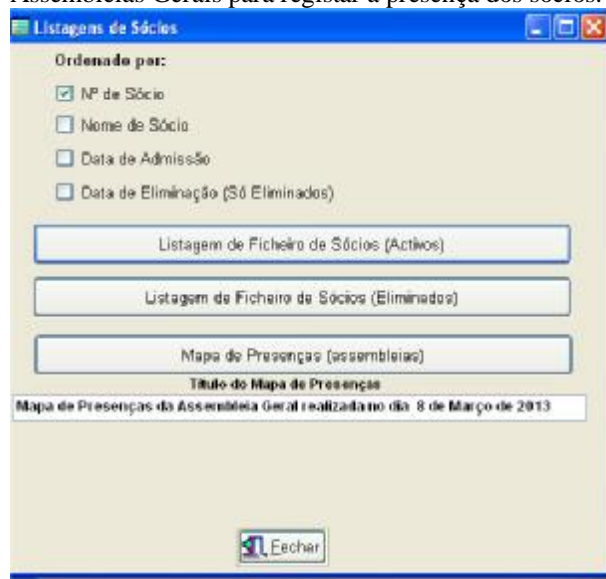 Assembleias Gerais para registar a presença dos sócios.
Listagens de Sócios
Ordenado por:
Nº de Sócio
Nome de Sócio
Data de Admissão
Data de Eliminação (Só Eliminados)
Listagem de Ficheiro de Sócios (Activos)
Listagem de Ficheiro de Sócios (Eliminados)
Mapa de Presenças (assembleias)
Título do Mapa de Presenças
Mapa de Presenças da Assembleia Geral realizada no dia 8 de Março de 2013
Fechar